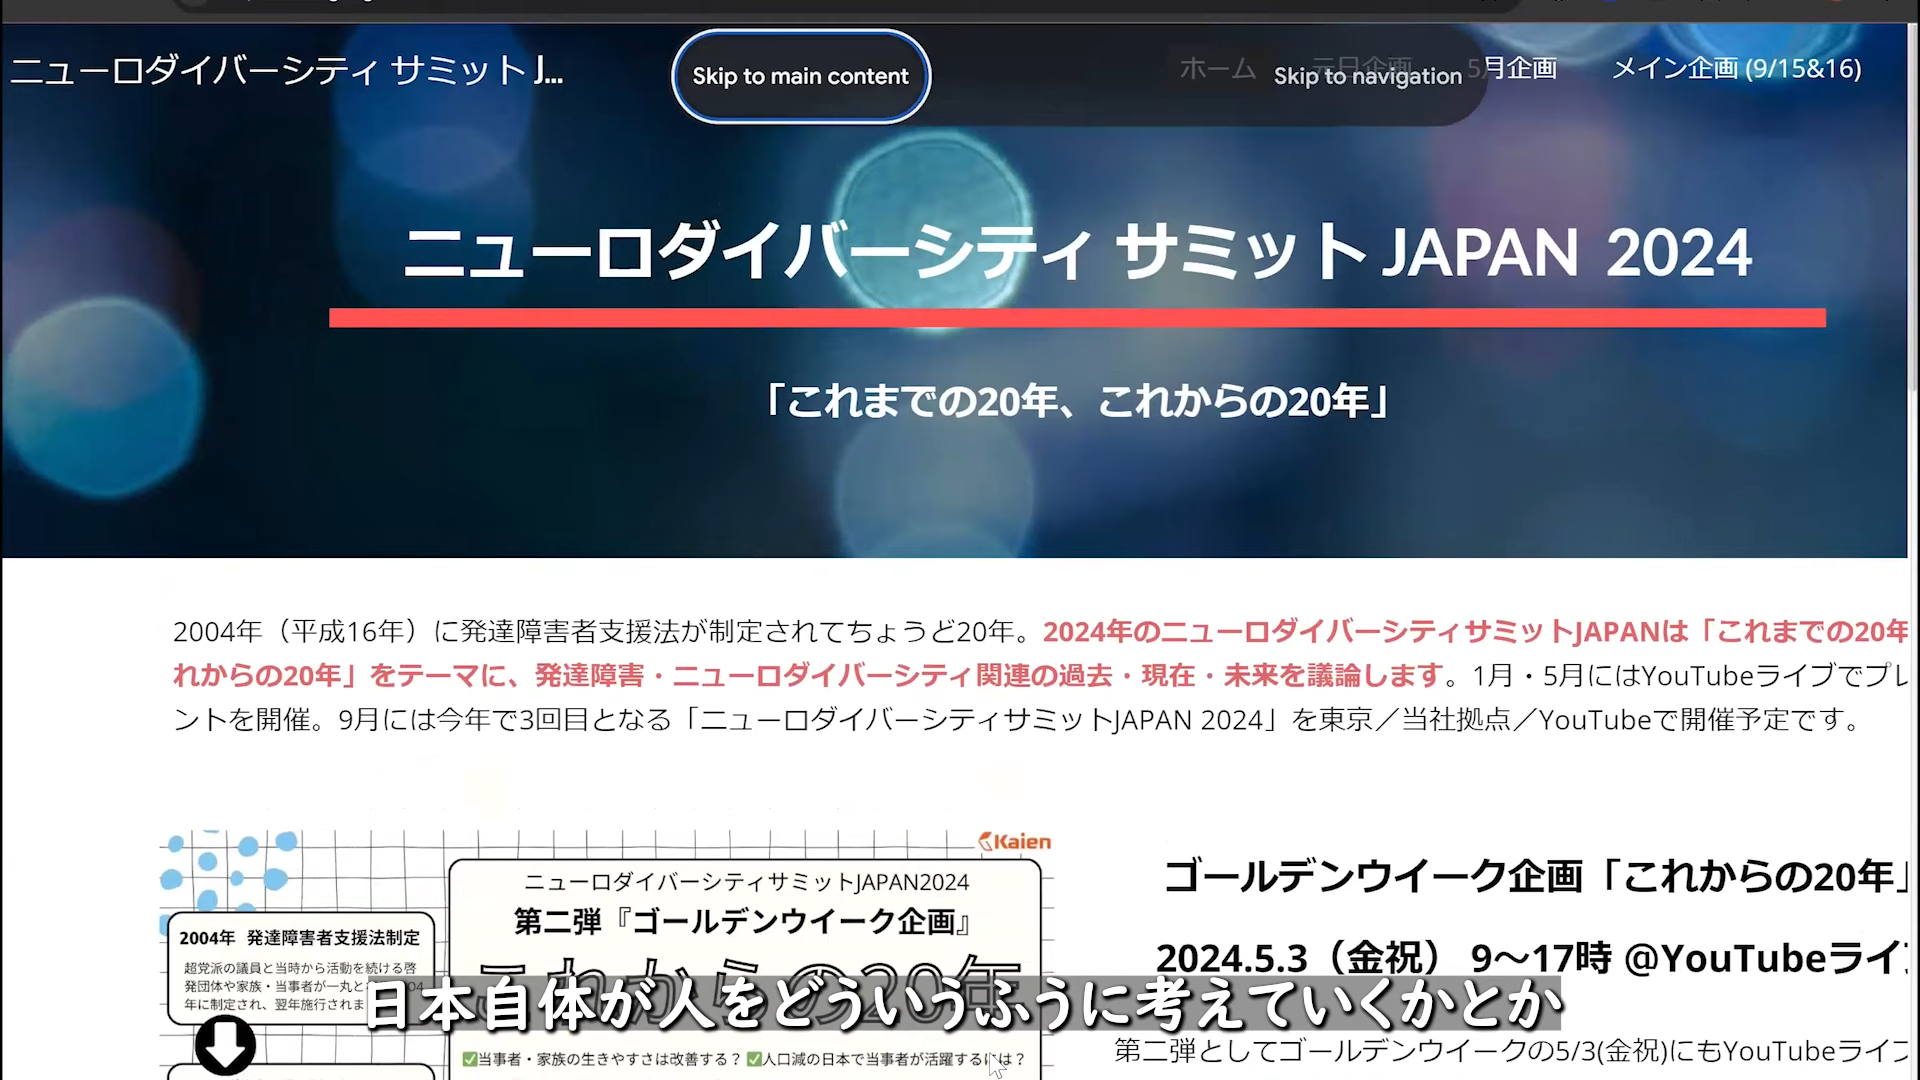 ニューロダイバーシティ サミット J...
Skip to main content
ホーム
元日企画
Skip to navigation
5月企画
メイン企画 (9/15&16)
ニューロダイバーシティ サミット JAPAN 2024
「これまでの20年、これからの20年」
2004年（平成16年）に発達障害者支援法が制定されてちょうど20年。2024年のニューロダイバーシティサミットJAPANは「これまでの20年
れからの20年」をテーマに、発達障害・ニューロダイバーシティ関連の過去・現在・未来を議論します。1月・5月にはYouTubeライブでプレ
ントを開催。9月には今年で3回目となる「ニューロダイバーシティサミットJAPAN 2024」を東京／当社拠点／YouTubeで開催予定です。
Kaien
ニューロダイバーシティサミットJAPAN2024
第二弾『ゴールデンウイーク企画』
これからの20年
2004年 発達障害者支援法制定
超党派の議員と当時から活動を続ける啓
発団体や家族・当事者が一丸と
年に制定され、翌年施行されま
✅当事者・家族の生きやすさは改善する？ ✅人口減の日本で当事者が活躍するには？
ゴールデンウイーク企画「これからの20年」
2024.5.3（金祝） 9〜17時 @YouTubeライ
第二弾としてゴールデンウイークの5/3(金祝)にもYouTubeライブ
日本自体が人をどういうふうに考えていくかとか